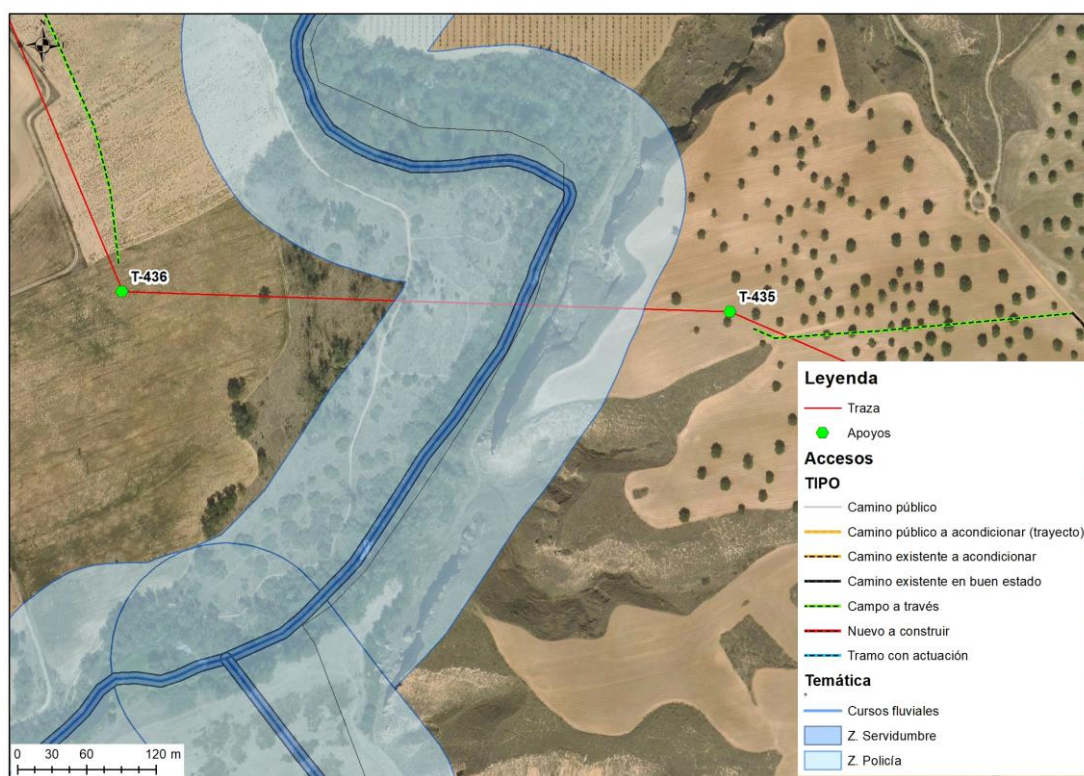 T-436
T-435
Leyenda
Traza
Apoyos
Accesos
TIPO
Camino público
Camino público a acondicionar (trayecto)
Camino existente a acondicionar
Camino existente en buen estado
Campo a través
Nuevo a construir
Tramo con actuación
Temática
Cursos fluviales
Z. Servidumbre
Z. Policía
0 30 60 120 m